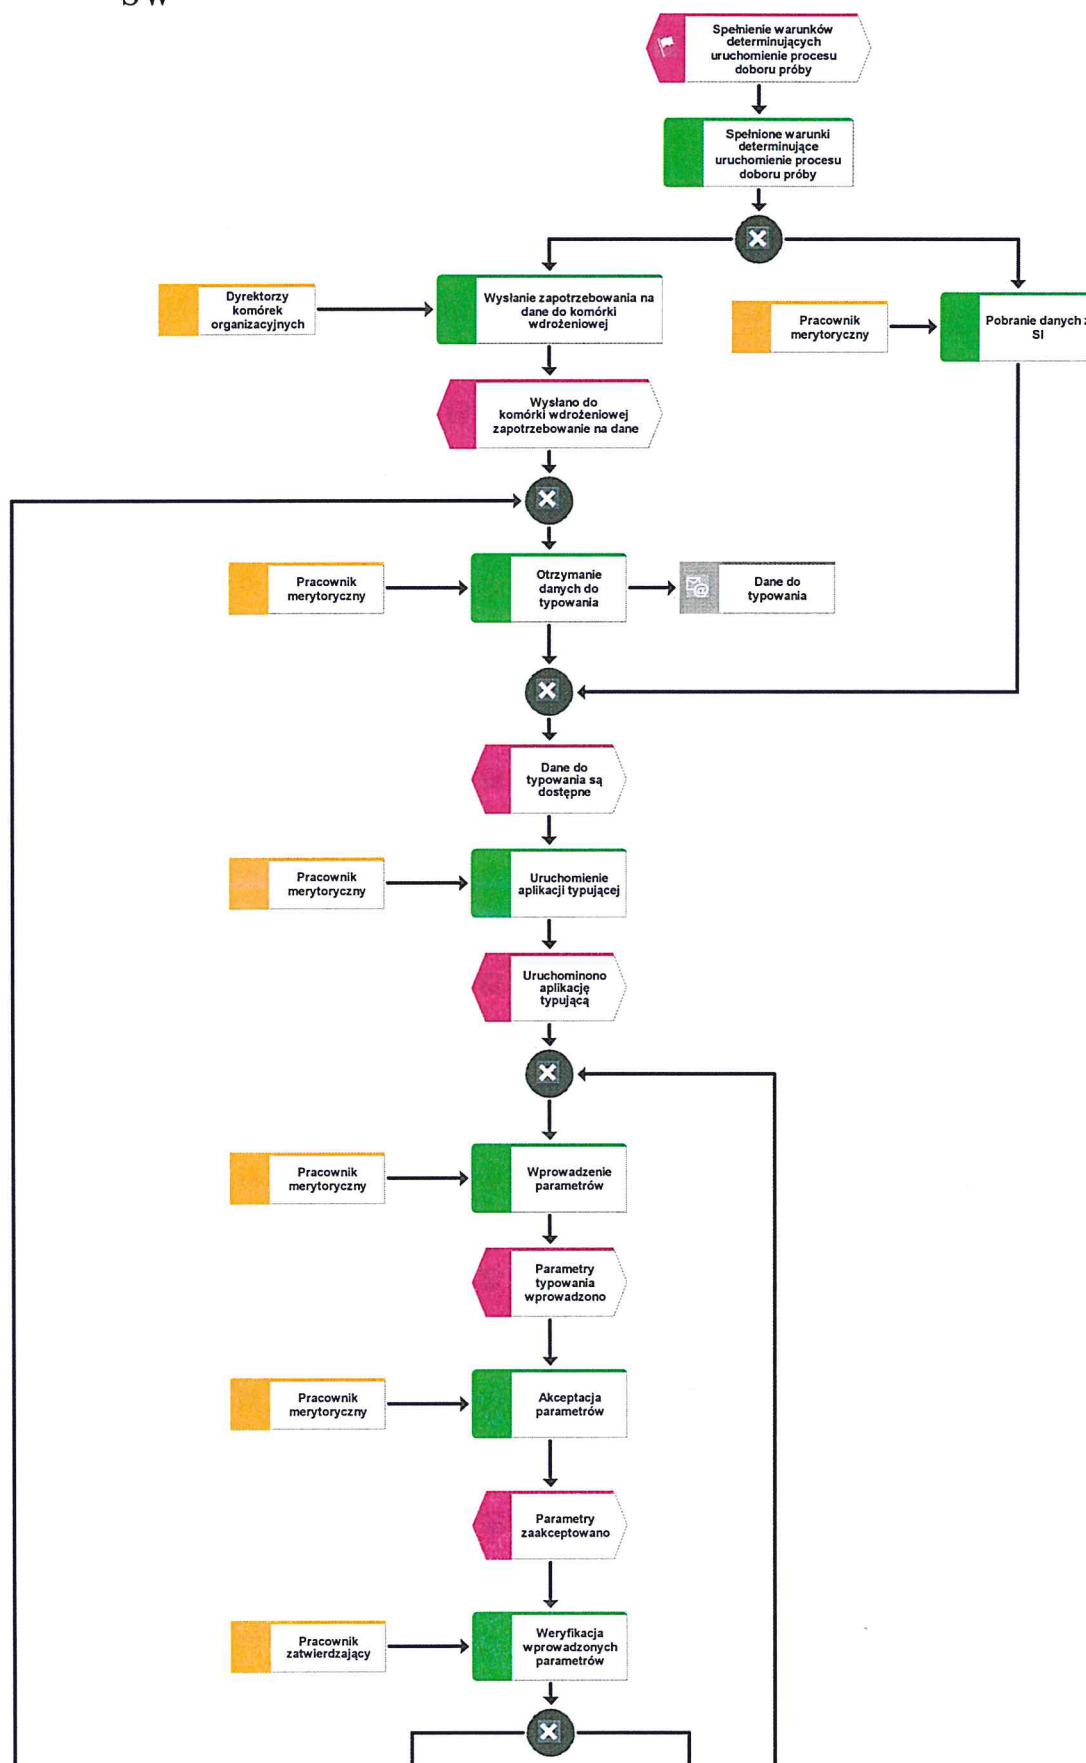 Spełnienie warunków
determinujących
uruchomienie procesu
doboru próby
Spełnione warunki
determinujące
uruchomienie procesu
doboru próby
Dyrektorzy
komórek
organizacyjnych
Wysłanie zapotrzebowania na
dane do komórki
wdrożeniowej
Pracownik
merytoryczny
Pobranie danych z
SI
Wysłano do
komórki wdrożeniowej
zapotrzebowanie na dane
Pracownik
merytoryczny
Otrzymanie
danych do
typowania
Dane do
typowania
Dane do
typowania są
dostępne
Pracownik
merytoryczny
Uruchomienie
aplikacji typującej
Uruchominono
aplikację
typującą
Pracownik
merytoryczny
Wprowadzenie
parametrów
Parametry
typowania
wprowadzono
Pracownik
merytoryczny
Akceptacja
parametrów
Parametry
zaakceptowano
Pracownik
zatwierdzający
Weryfikacja
wprowadzonych
parametrów